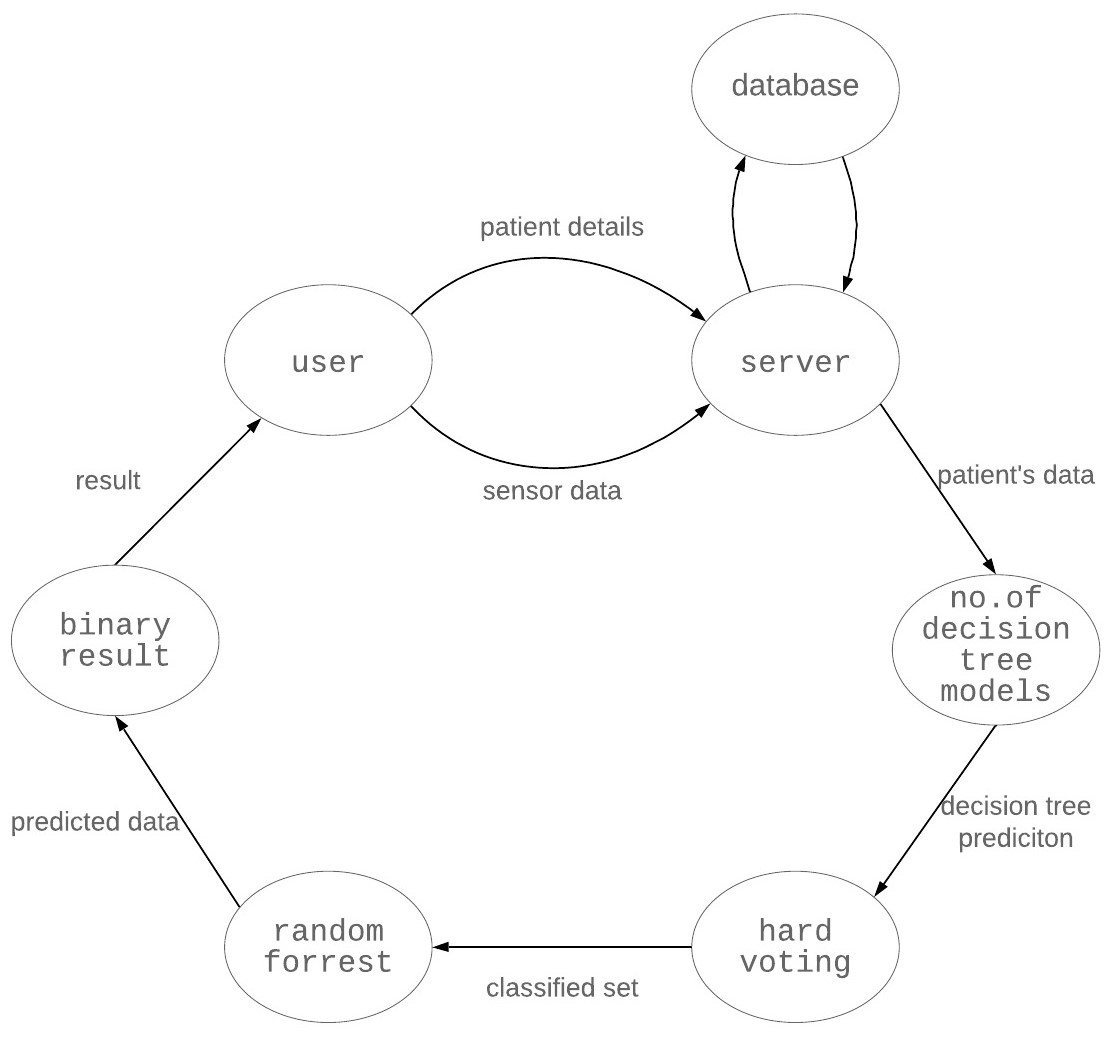 database
patient details
user
server
result
sensor data
patient's data
binary
result
no.of
decision
tree
models
predicted data
decision tree
prediciton
random
forrest
hard
voting
classified set